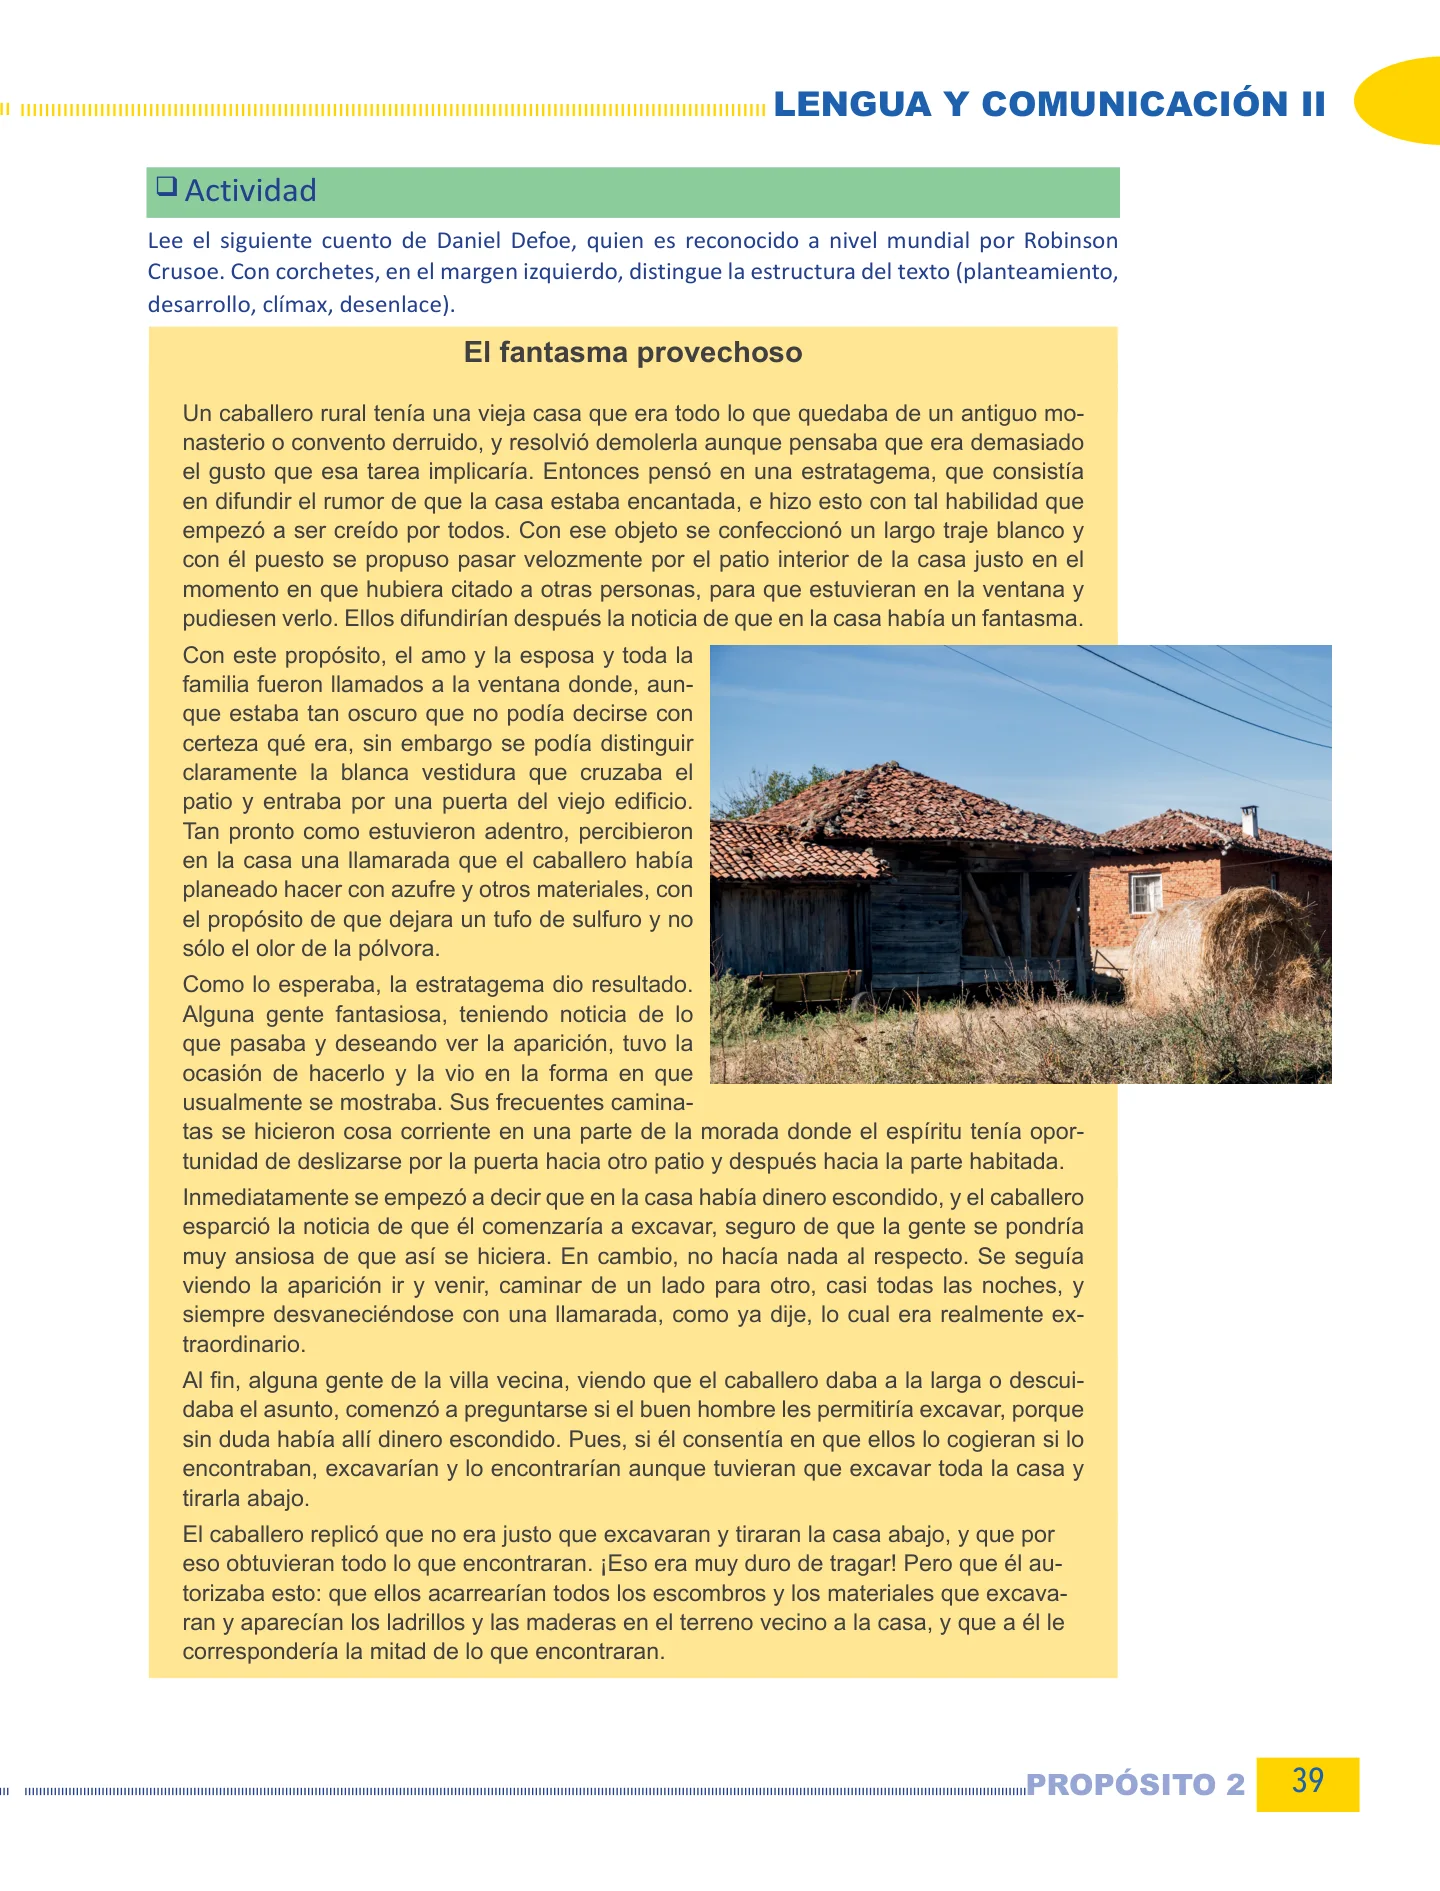 LENGUA Y COMUNICACIÓN II
Actividad
Lee el siguiente cuento de Daniel Defoe, quien es reconocido a nivel mundial por Robinson
Crusoe. Con corchetes, en el margen izquierdo, distingue la estructura del texto (planteamiento,
desarrollo, clímax, desenlace).
El fantasma provechoso
Un caballero rural tenía una vieja casa que era todo lo que quedaba de un antiguo mo-
nasterio o convento derruido, y resolvió demolerla aunque pensaba que era demasiado
el gusto que esa tarea implicaría. Entonces pensó en una estratagema, que consistía
en difundir el rumor de que la casa estaba encantada, e hizo esto con tal habilidad que
empezó a ser creído por todos. Con ese objeto se confeccionó un largo traje blanco y
con él puesto se propuso pasar velozmente por el patio interior de la casa justo en el
momento en que hubiera citado a otras personas, para que estuvieran en la ventana y
pudiesen verlo. Ellos difundirían después la noticia de que en la casa había un fantasma.
Con este propósito, el amo y la esposa y toda la
familia fueron llamados a la ventana donde, aun-
que estaba tan oscuro que no podía decirse con
certeza qué era, sin embargo se podía distinguir
claramente la blanca vestidura que cruzaba el
patio y entraba por una puerta del viejo edificio.
Tan pronto como estuvieron adentro, percibieron
en la casa una llamarada que el caballero había
planeado hacer con azufre y otros materiales, con
el propósito de que dejara un tufo de sulfuro y no
sólo el olor de la pólvora.
Como lo esperaba, la estratagema dio resultado.
Alguna gente fantasiosa, teniendo noticia de lo
que pasaba y deseando ver la aparición, tuvo la
ocasión de hacerlo y la vio en la forma en que
usualmente se mostraba. Sus frecuentes camina-
tas se hicieron cosa corriente en una parte de la morada donde el espíritu tenía opor-
tunidad de deslizarse por la puerta hacia otro patio y después hacia la parte habitada.
Inmediatamente se empezó a decir que en la casa había dinero escondido, y el caballero
esparció la noticia de que él comenzaría a excavar, seguro de que la gente se pondría
muy ansiosa de que así se hiciera. En cambio, no hacía nada al respecto. Se seguía
viendo la aparición ir y venir, caminar de un lado para otro, casi todas las noches, y
siempre desvaneciéndose con una llamarada, como ya dije, lo cual era realmente ex-
traordinario.
Al fin, alguna gente de la villa vecina, viendo que el caballero daba a la larga o descui-
daba el asunto, comenzó a preguntarse si el buen hombre les permitiría excavar, porque
sin duda había allí dinero escondido. Pues, si él consentía en que ellos lo cogieran si lo
encontraban, excavarían y lo encontrarían aunque tuvieran que excavar toda la casa y
tirarla abajo.
El caballero replicó que no era justo que excavaran y tiraran la casa abajo, y que por
eso obtuvieran todo lo que encontraran. ¡Eso era muy duro de tragar! Pero que él au-
torizaba esto: que ellos acarrearían todos los escombros y los materiales que excava-
ran y aparecían los ladrillos y las maderas en el terreno vecino a la casa, y que a él le
correspondería la mitad de lo que encontraran.
PROPÓSITO 2
39